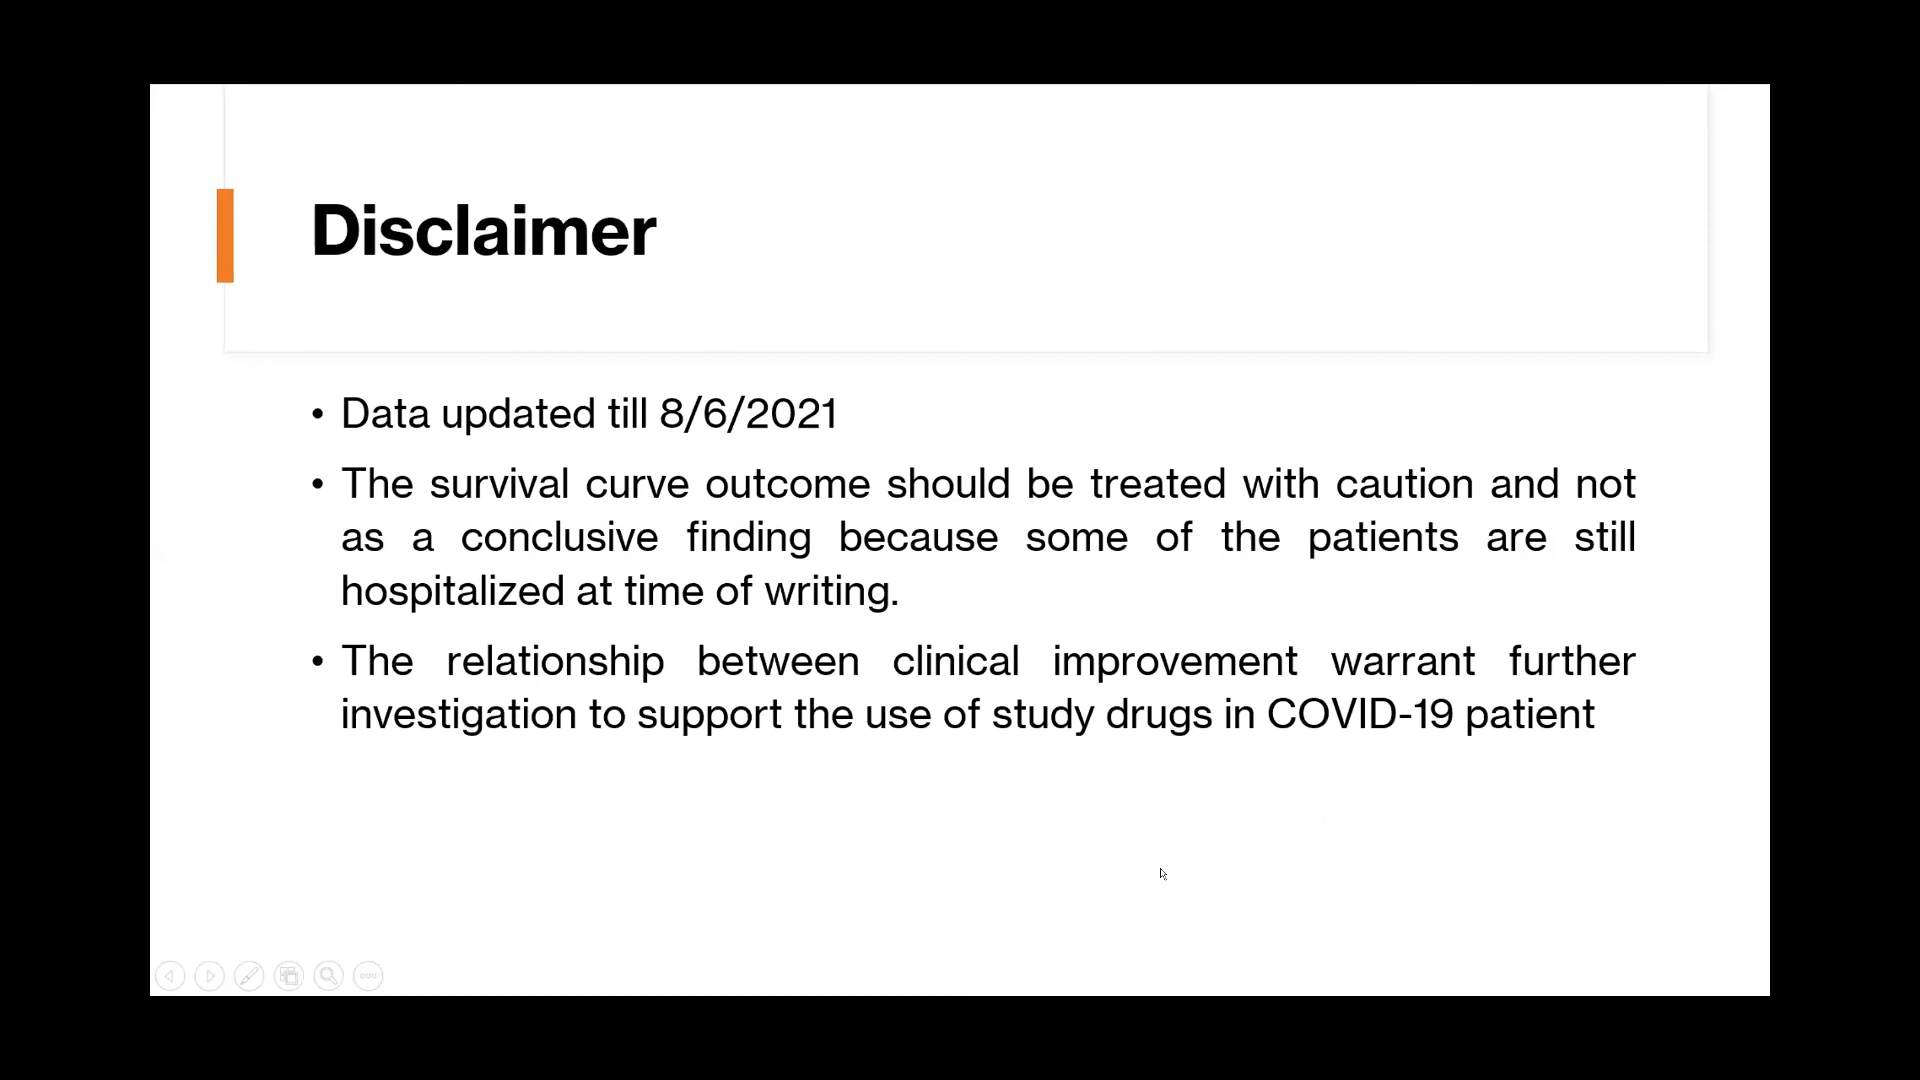 Disclaimer
• Data updated till 8/6/2021
• The survival curve outcome should be treated with caution and not
as a conclusive finding because some of the patients are still
hospitalized at time of writing.
• The relationship between clinical improvement warrant further
investigation to support the use of study drugs in COVID-19 patient